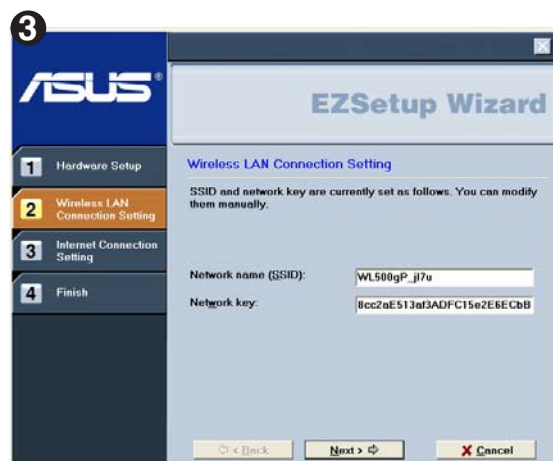 3
ASUS®
EZSetup Wizard
1 Hardware Setup
2 Wireless LAN
Connection Setting
3 Internet Connection
Setting
4 Finish
Wireless LAN Connection Setting
SSID and network key are currently set as follows. You can modify
them manually.
Network name (SSID): WL500gP_jl7u
Network key: 8cc2aE513af3ADFC15e2E6ECbB
< Back
Next >
X Cancel